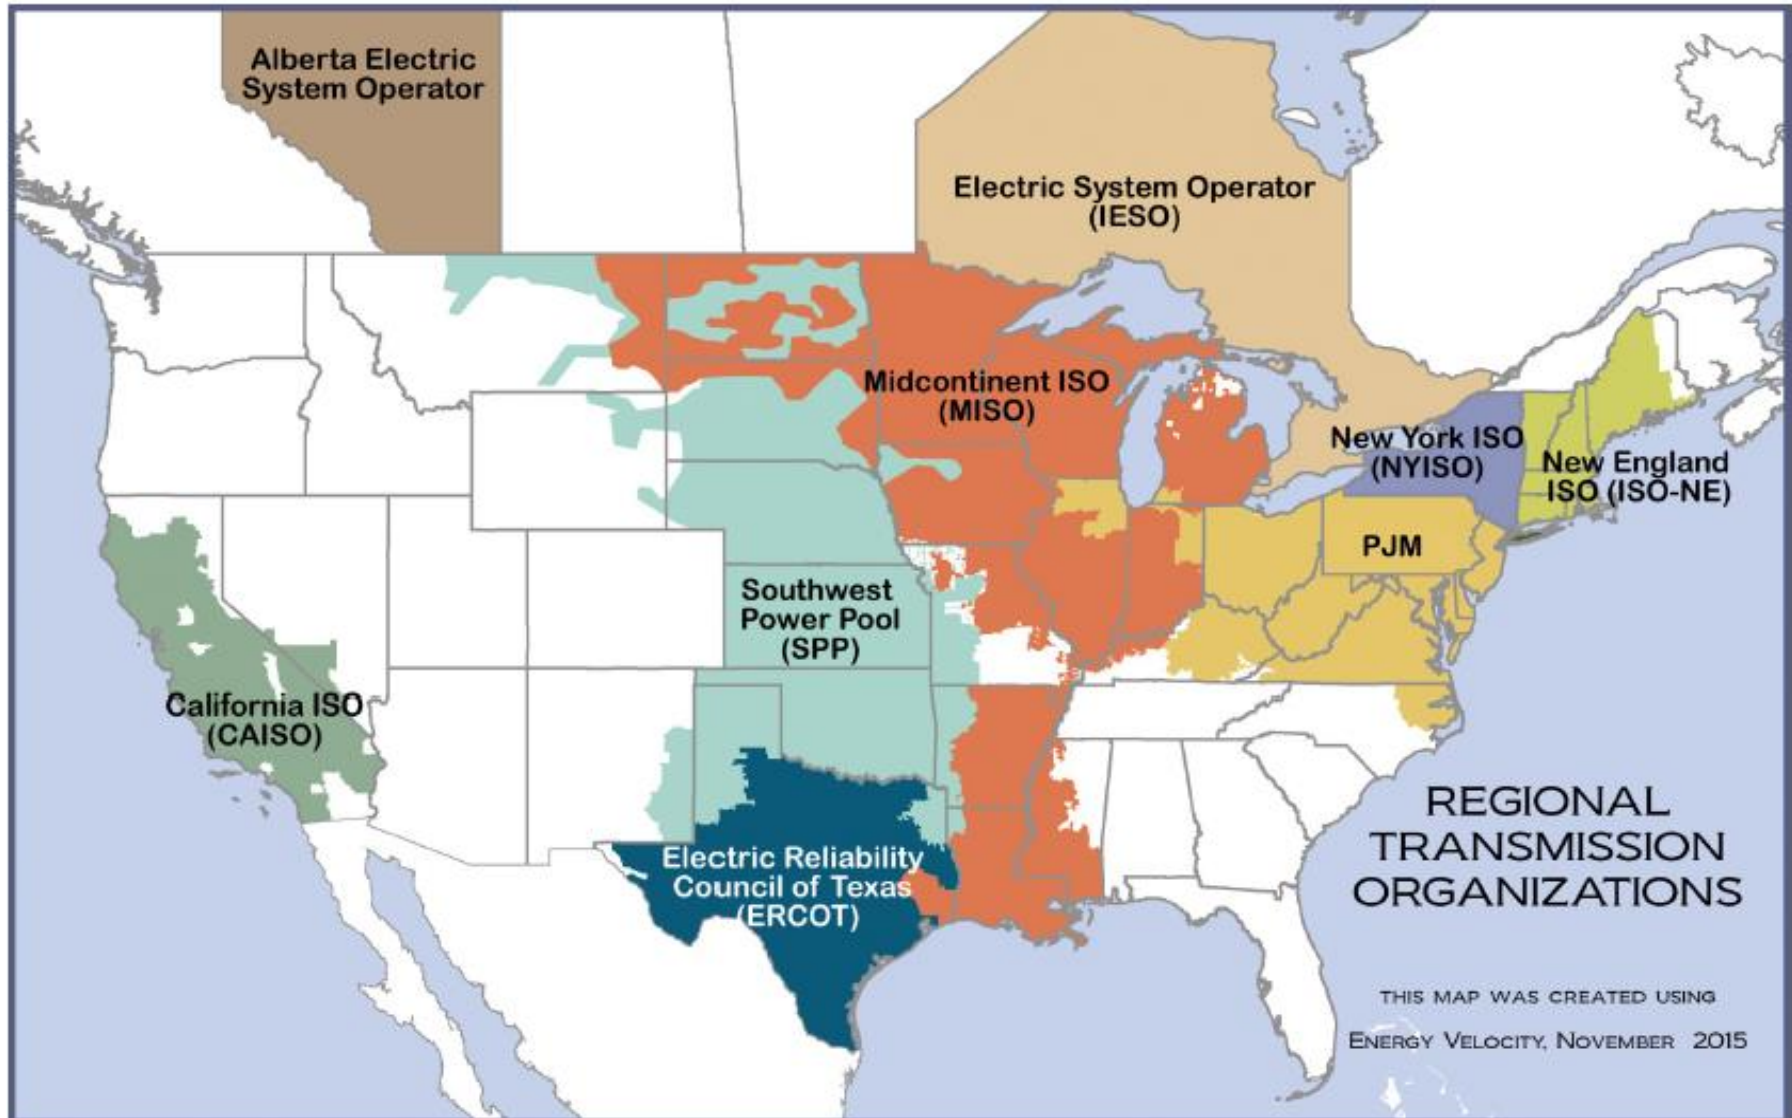 Alberta Electric
System Operator
Electric System Operator
(IESO)
Midcontinent ISO
(MISO)
New York ISO
(NYISO)
New England
ISO (ISO-NE)
PJM
Southwest
Power Pool
(SPP)
California ISO
(CAISO)
Electric Reliability
Council of Texas
(ERCOT)
REGIONAL
TRANSMISSION
ORGANIZATIONS
THIS MAP WAS CREATED USING
ENERGY VELOCITY, NOVEMBER 2015